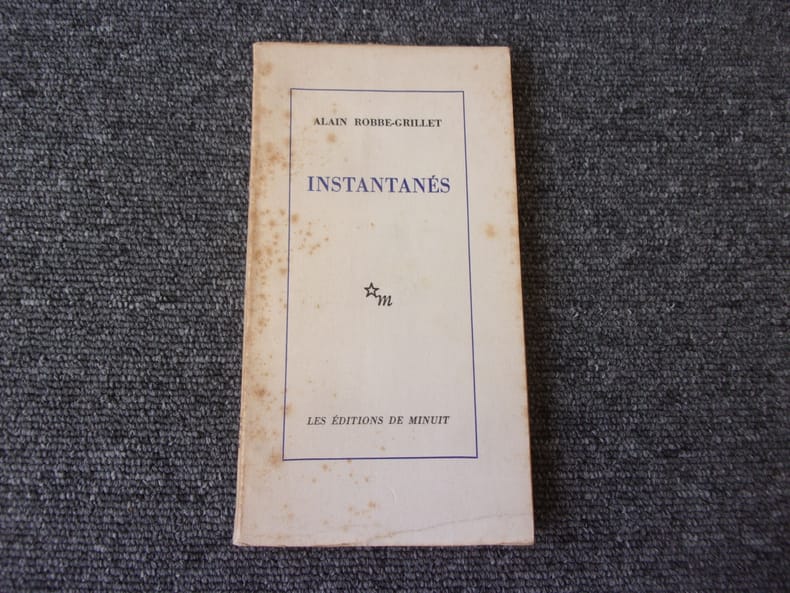 ALAIN ROBBE-GRILLET
INSTANTANÉS
m
LES ÉDITIONS DE MINUIT